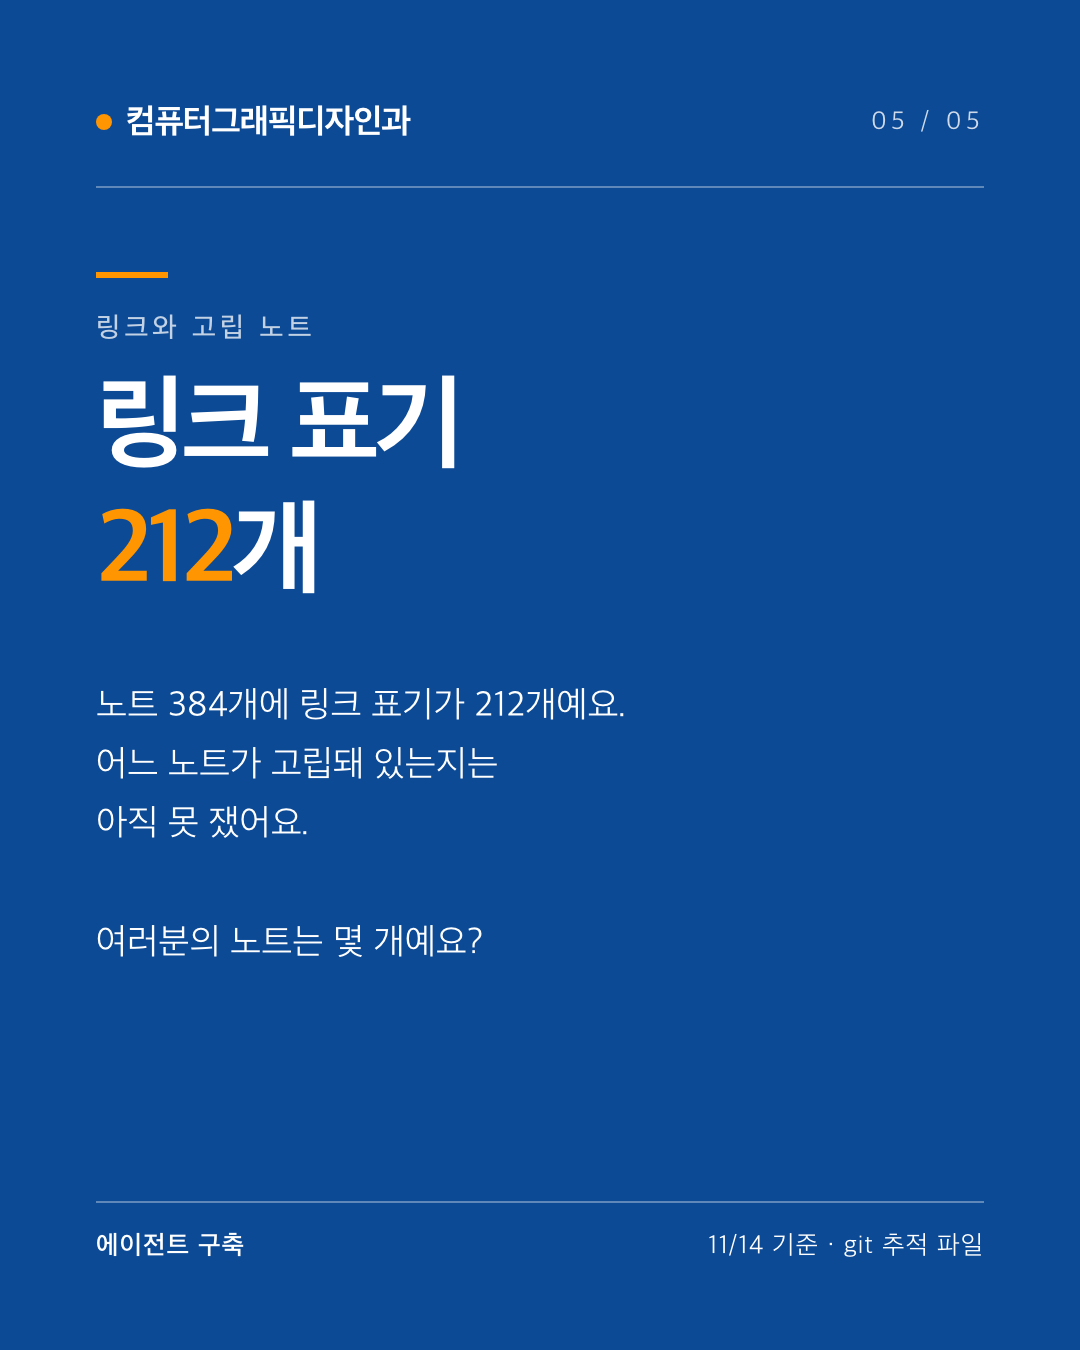 컴퓨터그래픽디자인과
05 / 05
링크와 고립 노트
링크 표기
212개
노트 384개에 링크 표기가 212개예요.
어느 노트가 고립돼 있는지는
아직 못 쟀어요.
여러분의 노트는 몇 개예요?
에이전트 구축
11/14 기준 · git 추적 파일